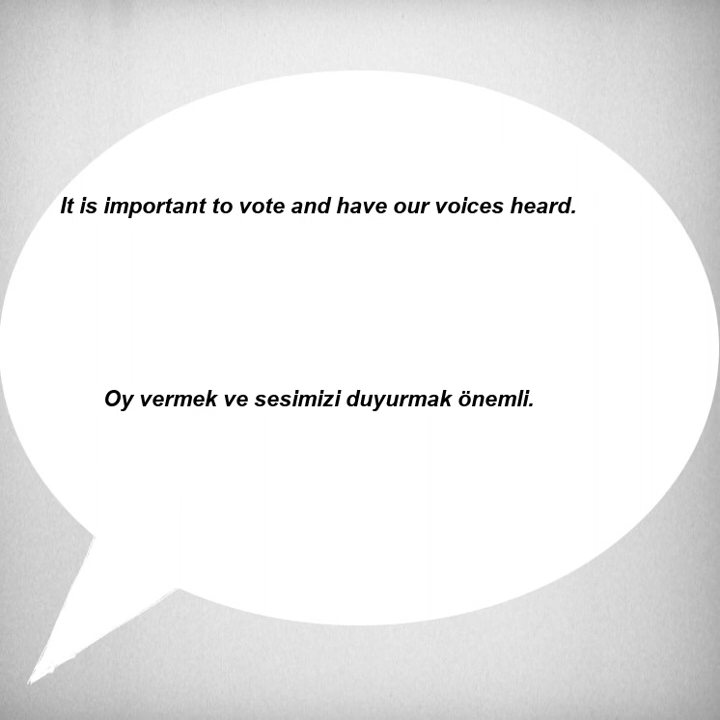 It is important to vote and have our voices heard.
Oy vermek ve sesimizi duyurmak önemli.